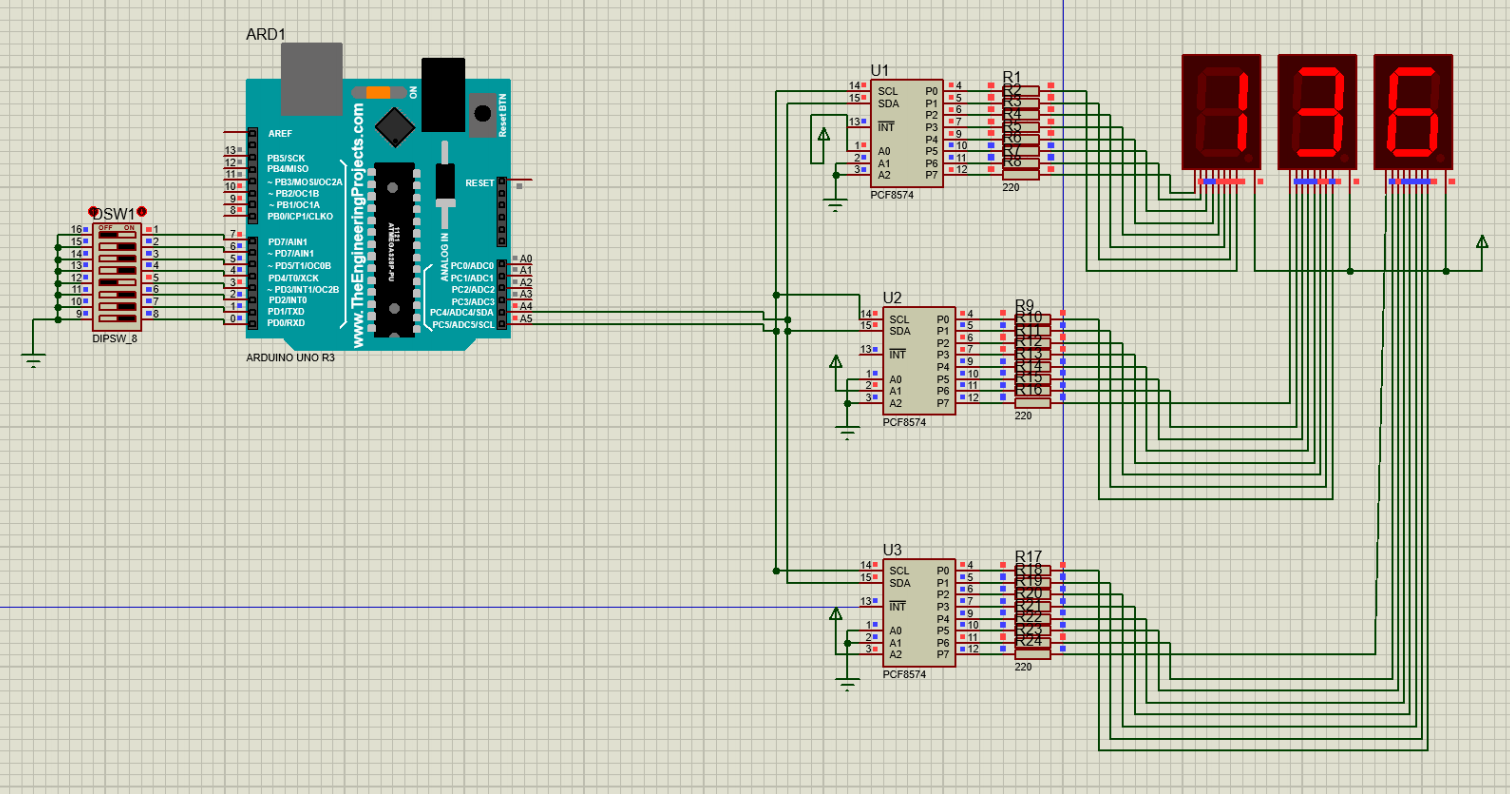 ARD1
ON
Reset BTN
www.TheEngineeringProjects.com
AREF
13 PB5/SCK
12 PB4/MISO
11 ~ PB3/MOSI/OC2A
10 ~ PB2/OC1B
9 ~ PB1/OC1A
8 PB0/ICP1/CLKO
7 PD7/AIN1
6 ~ PD7/AIN1
5 ~ PD5/T1/OC0B
4 PD4/T0/XCK
3 ~ PD3/INT1/OC2B
2 PD2/INT0
1 PD1/TXD
0 PD0/RXD
ATMEGA328P-PU
1121
RESET
ANALOG IN
PC0/ADC0 A0
PC1/ADC1 A1
PC2/ADC2 A2
PC3/ADC3 A3
PC4/ADC4/SDA A4
PC5/ADC5/SCL A5
ARDUINO UNO R3
DSW1
OFF ON
16 1
15 2
14 3
13 4
12 5
11 6
10 7
9 8
DIPSW_8
U1
14 SCL P0 4
15 SDA P1 5
P2 6
13 INT P3 7
P4 9
1 A0 P5 10
2 A1 P6 11
3 A2 P7 12
PCF8574
R1
R2
R3
R4
R5
R6
R7
R8
220
136
U2
14 SCL P0 4
15 SDA P1 5
P2 6
13 INT P3 7
P4 9
1 A0 P5 10
2 A1 P6 11
3 A2 P7 12
PCF8574
R9
R10
R11
R12
R13
R14
R15
R16
220
U3
14 SCL P0 4
15 SDA P1 5
P2 6
13 INT P3 7
P4 9
1 A0 P5 10
2 A1 P6 11
3 A2 P7 12
PCF8574
R17
R18
R19
R20
R21
R22
R23
R24
220